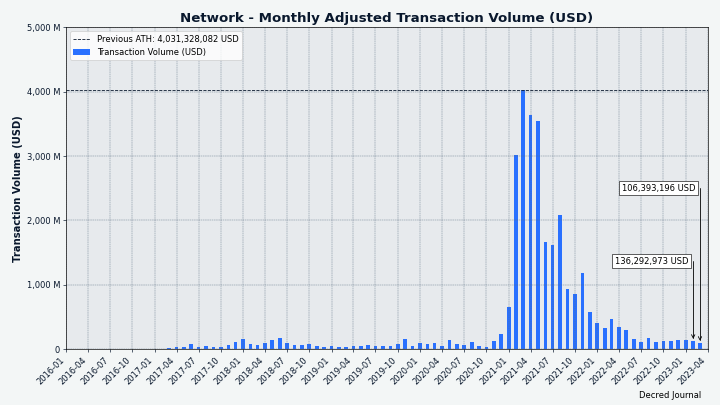 Network - Monthly Adjusted Transaction Volume (USD)
Previous ATH: 4,031,328,082 USD
Transaction Volume (USD)
Transaction Volume (USD)
5,000 M
4,000 M
3,000 M
2,000 M
1,000 M
0
106,393,196 USD
136,292,973 USD
2016-01
2016-04
2016-07
2016-10
2017-01
2017-04
2017-07
2017-10
2018-01
2018-04
2018-07
2018-10
2019-01
2019-04
2019-07
2019-10
2020-01
2020-04
2020-07
2020-10
2021-01
2021-04
2021-07
2021-10
2022-01
2022-04
2022-07
2022-10
2023-01
2023-04
Decred Journal